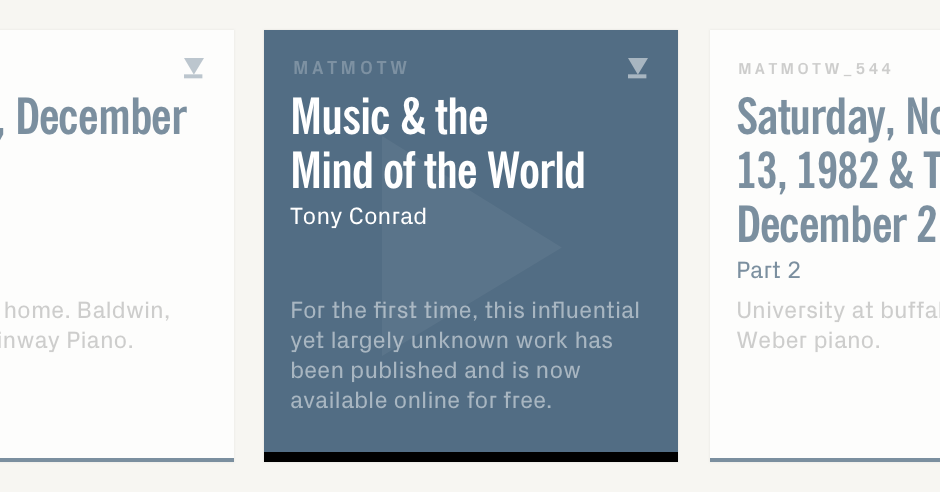 , December
home. Baldwin,
inway Piano.
MATMOTW
Music & the
Mind of the World
Tony Conrad
For the first time, this influential
yet largely unknown work has
been published and is now
available online for free.
MATMOTW_544
Saturday, No
13, 1982 & T
December 2
Part 2
University at buffa
Weber piano.